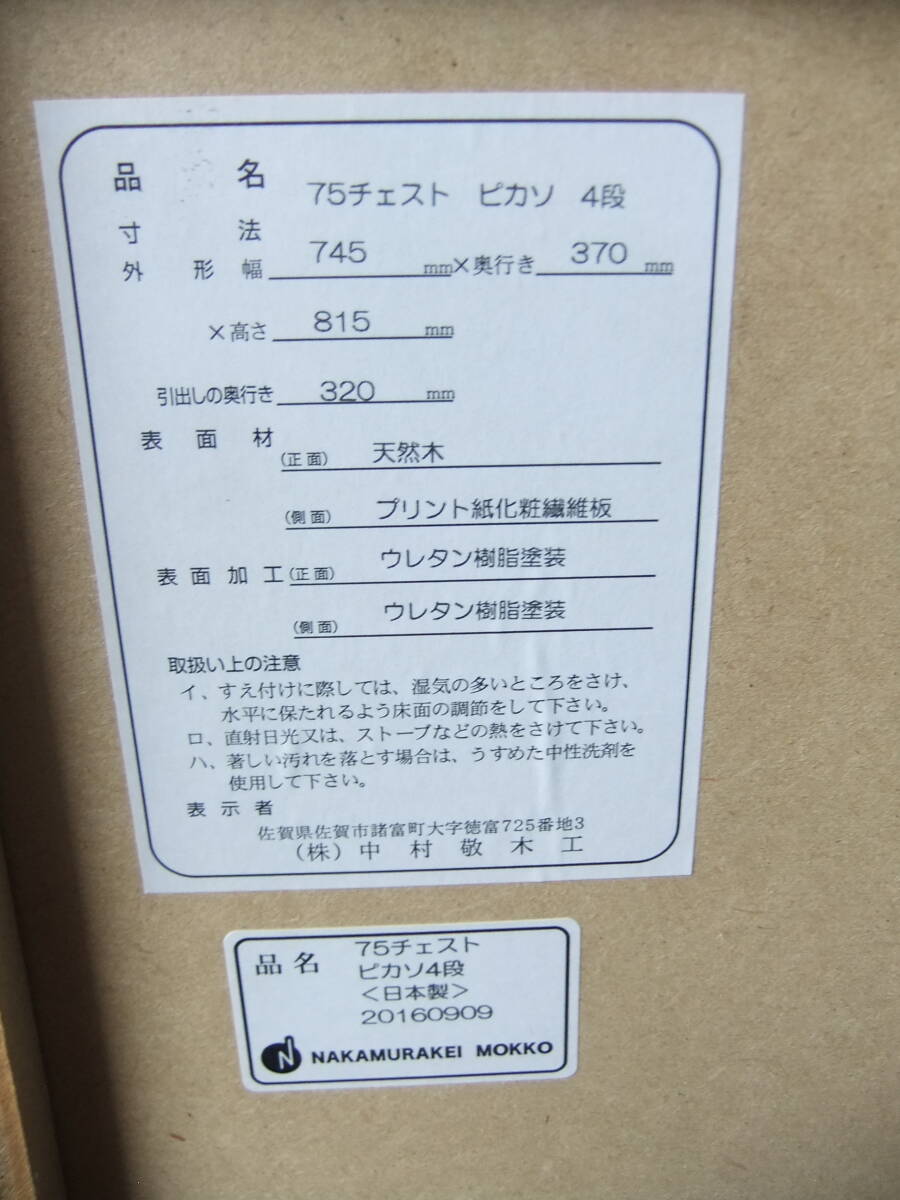 品名 75チェスト ピカソ 4段
寸法
外形幅 745 mm×奥行き 370 mm
×高さ 815 mm
引出しの奥行き 320 mm
表面材 (正面) 天然木
(側面) プリント紙化粧繊維板
表面加工 (正面) ウレタン樹脂塗装
(側面) ウレタン樹脂塗装
取扱い上の注意
イ、すえ付けに際しては、湿気の多いところをさけ、
水平に保たれるよう床面の調節をして下さい。
ロ、直射日光又は、ストーブなどの熱をさけて下さい。
ハ、著しい汚れを落とす場合は、うすめた中性洗剤を
使用して下さい。
表示者
佐賀県佐賀市諸富町大字徳富725番地3
(株)中村敬木工
品名 75チェスト
ピカソ4段
<日本製>
20160909
N NAKAMURAKEI MOKKO